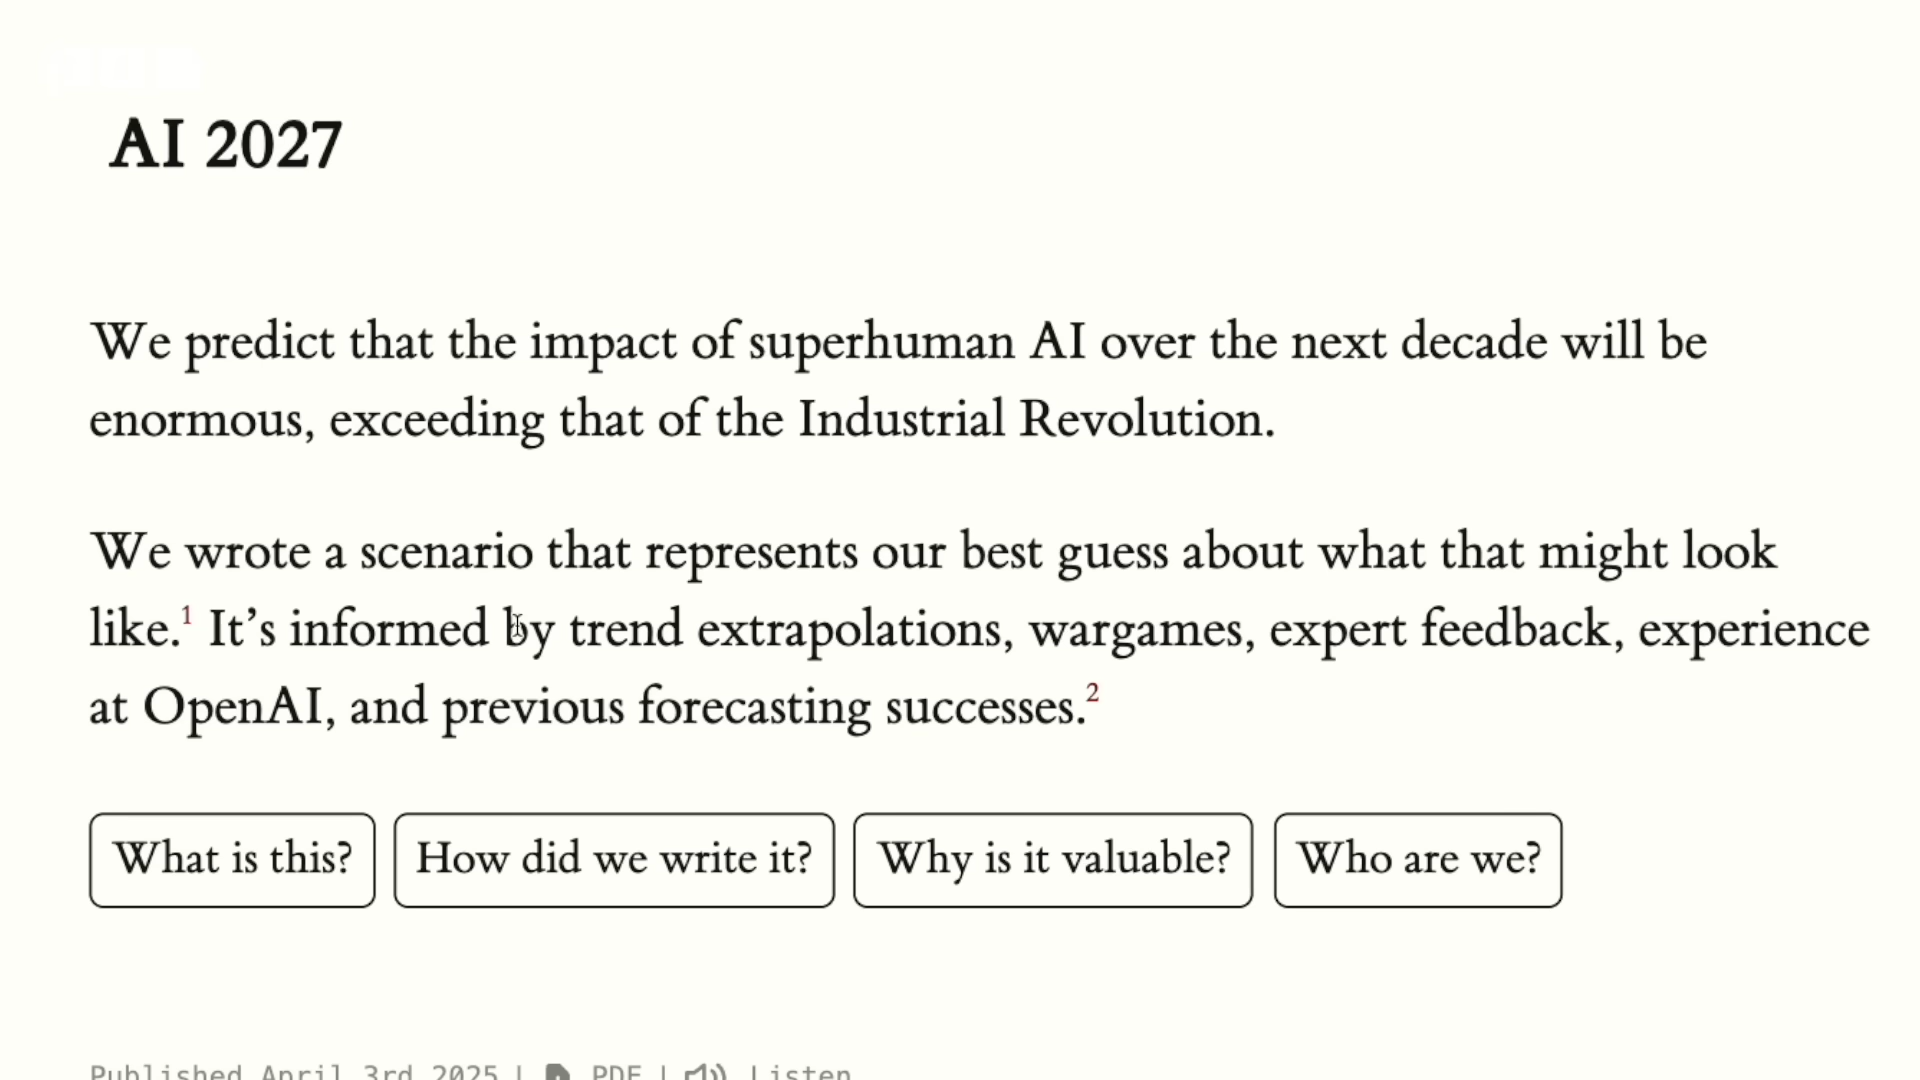 AI 2027
We predict that the impact of superhuman AI over the next decade will be
enormous, exceeding that of the Industrial Revolution.
We wrote a scenario that represents our best guess about what that might look
like.1 It’s informed by trend extrapolations, wargames, expert feedback, experience
at OpenAI, and previous forecasting successes.2
What is this? How did we write it? Why is it valuable? Who are we?
Published April 3rd 2025 | PDF | Listen